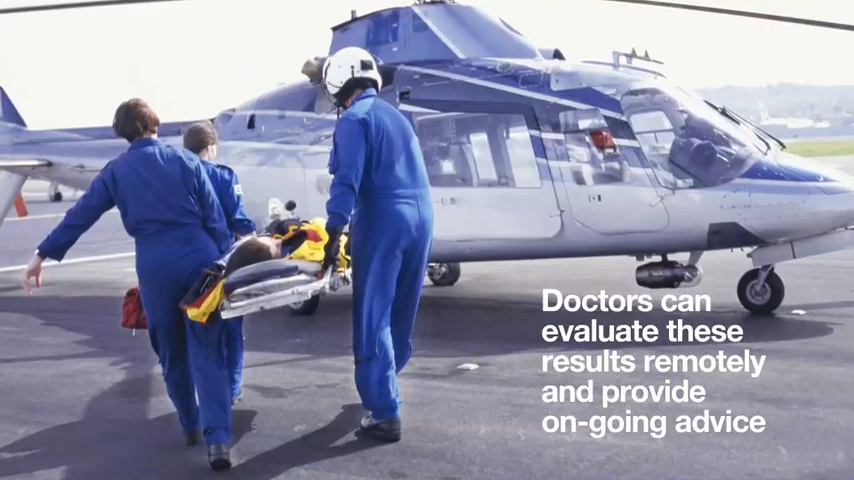 Doctors can
evaluate these
results remotely
and provide
on-going advice